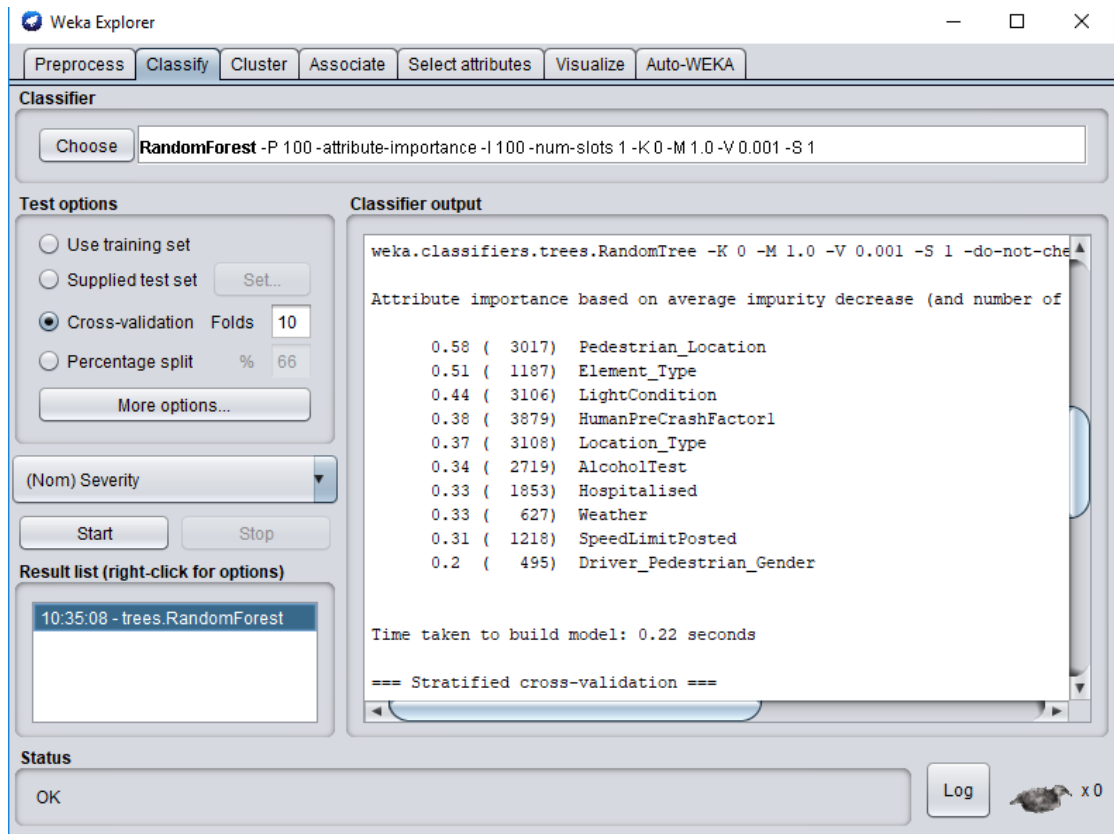 Weka Explorer
Preprocess Classify Cluster Associate Select attributes Visualize Auto-WEKA
Classifier
Choose RandomForest -P 100 -attribute-importance -I 100 -num-slots 1 -K 0 -M 1.0 -V 0.001 -S 1
Test options
Use training set
Supplied test set Set...
Cross-validation Folds 10
Percentage split % 66
More options...
(Nom) Severity
Start Stop
Result list (right-click for options)
10:35:08 - trees.RandomForest
Classifier output
weka.classifiers.trees.RandomTree -K 0 -M 1.0 -V 0.001 -S 1 -do-not-che
Attribute importance based on average impurity decrease (and number of
0.58 ( 3017) Pedestrian_Location
0.51 ( 1187) Element_Type
0.44 ( 3106) LightCondition
0.38 ( 3879) HumanPreCrashFactor1
0.37 ( 3108) Location_Type
0.34 ( 2719) AlcoholTest
0.33 ( 1853) Hospitalised
0.33 ( 627) Weather
0.31 ( 1218) SpeedLimitPosted
0.2 ( 495) Driver_Pedestrian_Gender
Time taken to build model: 0.22 seconds
=== Stratified cross-validation ===
Status
OK
Log x 0